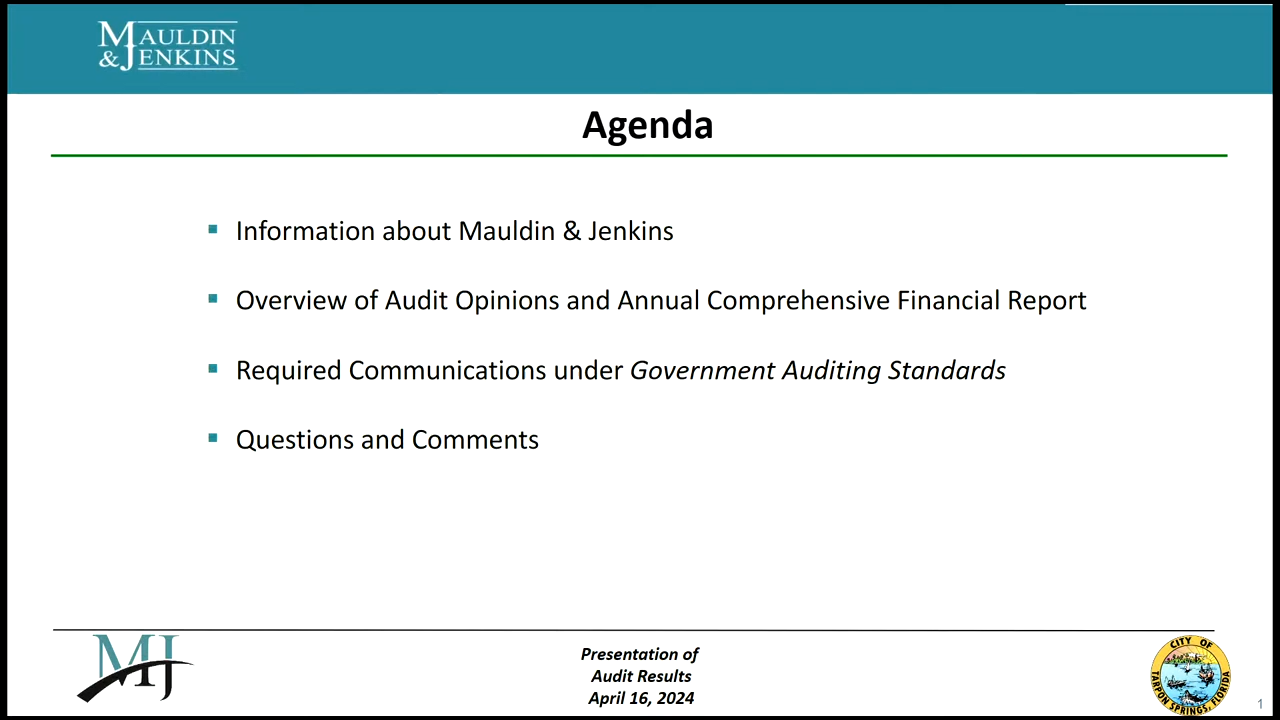 MAULDIN
& JENKINS
Agenda
Information about Mauldin & Jenkins
Overview of Audit Opinions and Annual Comprehensive Financial Report
Required Communications under Government Auditing Standards
Questions and Comments
MJ
Presentation of
Audit Results
April 16, 2024
CITY OF
TARPON SPRINGS, FLORIDA
1